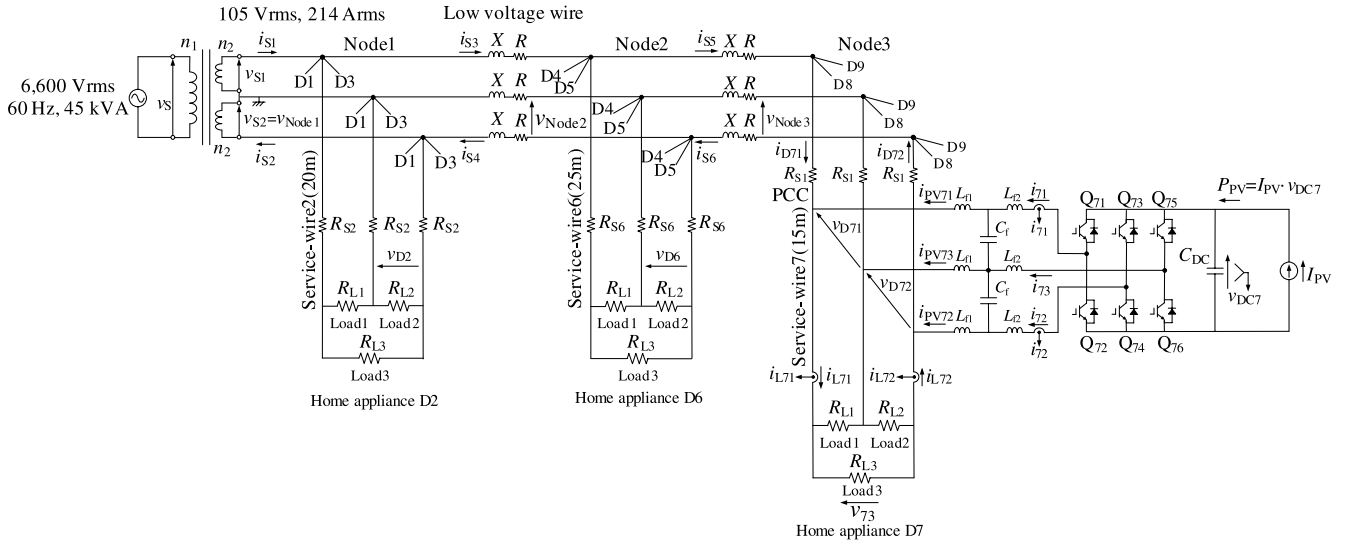 105 Vrms, 214 Arms Low voltage wire
n1 n2 iS1 Node1 iS3 X R Node2 iS5 X R Node3
D9
D8
D1 D3 D4
D5
vS1
6,600 Vrms
60 Hz, 45 kVA
vS
X R X R
D9
D8
D4
D5
D1 D3
vS2=vNode1 vNode2 vNode3
X R X R
D9
D8
n2 iS2 D1 D3 iS4 D4
D5 iS6 iD71 iD72
RS1 RS1 RS1
PCC
Service-wire2(20m) Service-wire6(25m) Service-wire7(15m)
RS2 RS2 RS2 RS6 RS6 RS6
iPV71 Lf1 Lf2 i71 Q71 Q73 Q75 PPV=IPV·vDC7
i71
vD71 Cf
vD2 vD6 iPV73 Lf1 Lf2 CDC IPV
i73 vDC7
vD72 Cf
RL1 RL2 RL1 RL2 iPV72 Lf1 Lf2 i72
Load1 Load2 Load1 Load2
i72 Q72 Q74 Q76
RL3 RL3
Load3 Load3
iL71 iL71 iL72 iL72
Home appliance D2 Home appliance D6
RL1 RL2
Load1 Load2
RL3
Load3
v73
Home appliance D7